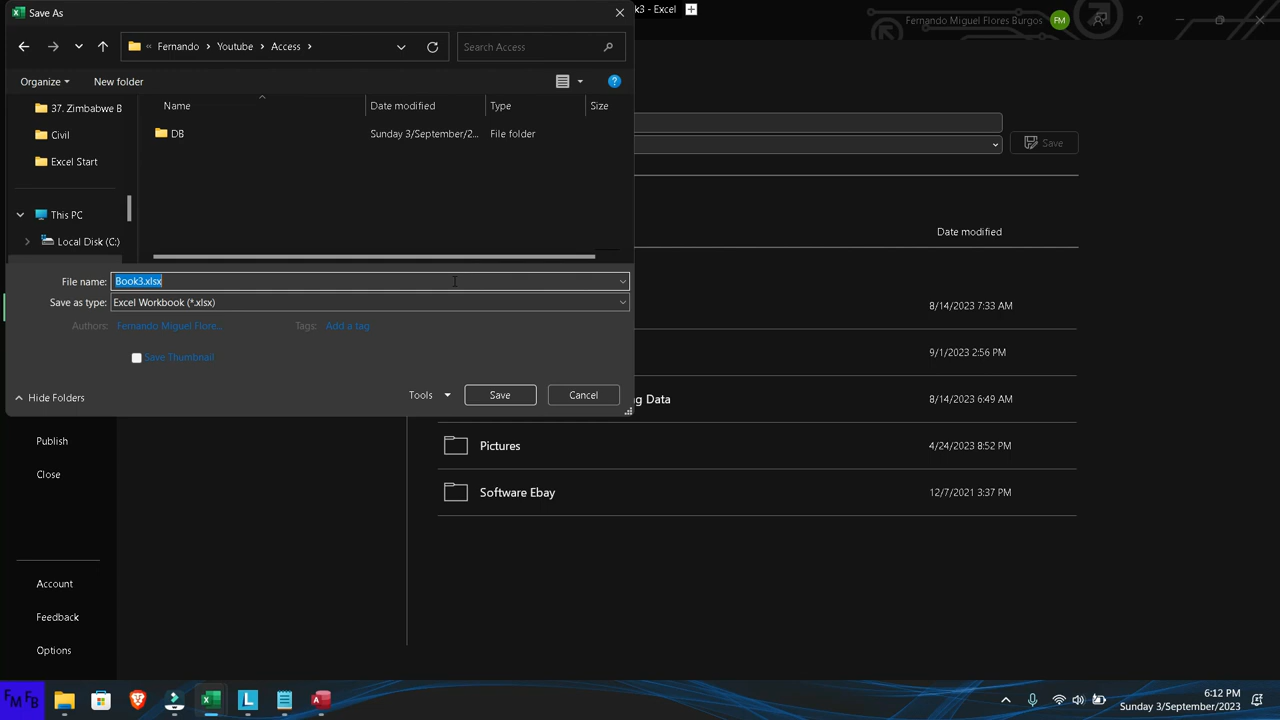 Save As
k3 - Excel
Fernando Miguel Flores Burgos
FM
« Fernando > Youtube > Access >
Search Access
Organize
New folder
Name
Date modified
Type
Size
37. Zimbabwe B
DB
Sunday 3/September/2...
File folder
Civil
Excel Start
Save
This PC
Local Disk (C:)
Date modified
File name:
Book3.xlsx
Save as type:
Excel Workbook (*.xlsx)
8/14/2023 7:33 AM
Authors:
Fernando Miguel Flore...
Tags:
Add a tag
Save Thumbnail
9/1/2023 2:56 PM
Hide Folders
Tools
Save
Cancel
g Data
8/14/2023 6:49 AM
Publish
Pictures
4/24/2023 8:52 PM
Close
Software Ebay
12/7/2021 3:37 PM
Account
Feedback
Options
FM FB
6:12 PM
Sunday 3/September/2023